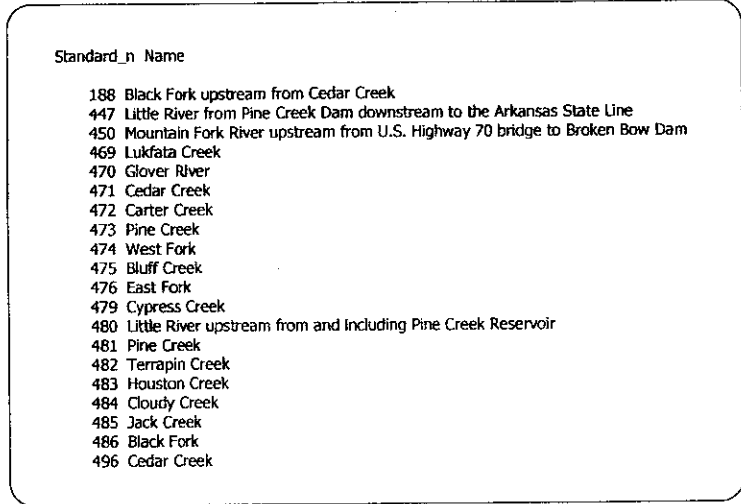 Standard_n Name
188 Black Fork upstream from Cedar Creek
447 Little River from Pine Creek Dam downstream to the Arkansas State Line
450 Mountain Fork River upstream from U.S. Highway 70 bridge to Broken Bow Dam
469 Lukfata Creek
470 Glover River
471 Cedar Creek
472 Carter Creek
473 Pine Creek
474 West Fork
475 Bluff Creek
476 East Fork
479 Cypress Creek
480 Little River upstream from and Including Pine Creek Reservoir
481 Pine Creek
482 Terrapin Creek
483 Houston Creek
484 Cloudy Creek
485 Jack Creek
486 Black Fork
496 Cedar Creek